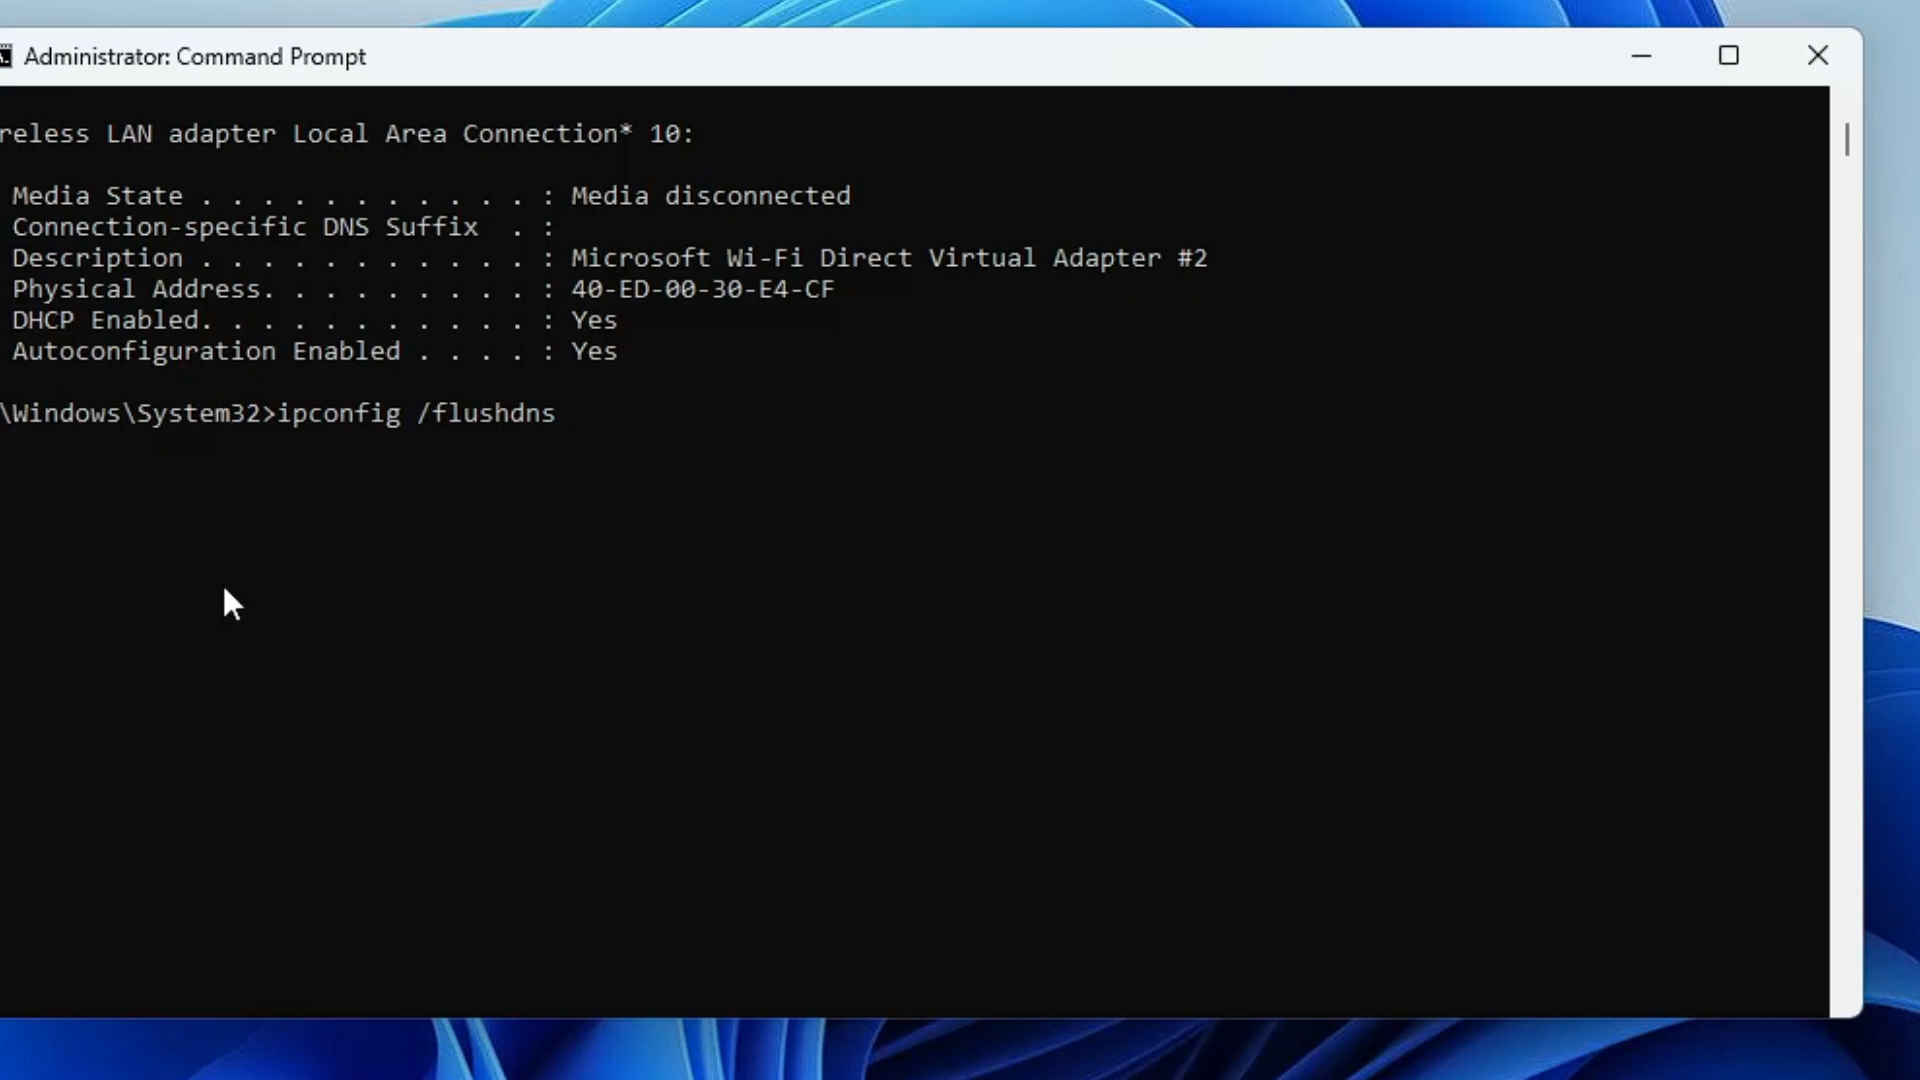 Administrator: Command Prompt
reless LAN adapter Local Area Connection* 10:
Media State . . . . . . . . . . . : Media disconnected
Connection-specific DNS Suffix  . :
Description . . . . . . . . . . . : Microsoft Wi-Fi Direct Virtual Adapter #2
Physical Address. . . . . . . . . : 40-ED-00-30-E4-CF
DHCP Enabled. . . . . . . . . . . : Yes
Autoconfiguration Enabled . . . . : Yes
\Windows\System32>ipconfig /flushdns